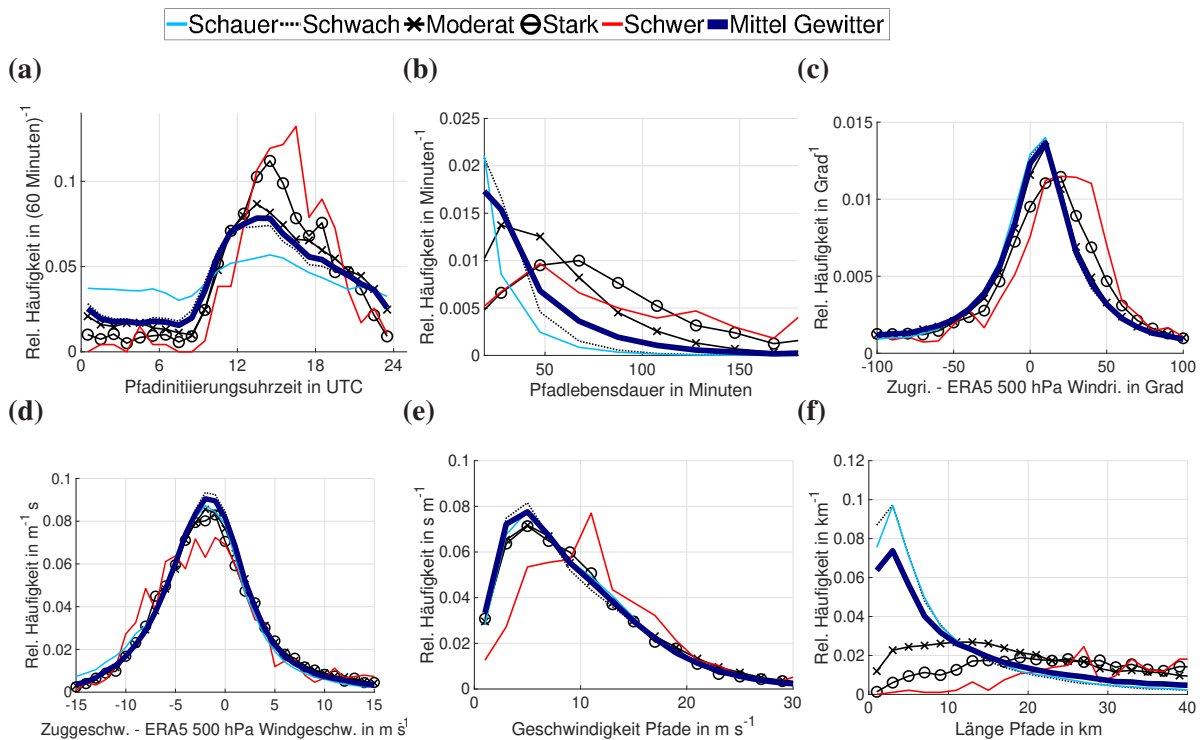 Schauer Schwach Moderat Stark Schwer Mittel Gewitter
(a)
Rel. Häufigkeit in (60 Minuten)-1
0.1
0.05
0
0 6 12 18 24
Pfadinitiierungsuhrzeit in UTC
(b)
Rel. Häufigkeit in Minuten-1
0.025
0.02
0.015
0.01
0.005
0
50 100 150
Pfadlebensdauer in Minuten
(c)
Rel. Häufigkeit in Grad-1
0.015
0.01
0.005
0
-100 -50 0 50 100
Zugri. - ERA5 500 hPa Windri. in Grad
(d)
Rel. Häufigkeit in m-1 s
0.1
0.08
0.06
0.04
0.02
0
-15 -10 -5 0 5 10 15
Zuggeschw. - ERA5 500 hPa Windgeschw. in m s1
(e)
Rel. Häufigkeit in s m-1
0.1
0.08
0.06
0.04
0.02
0
0 10 20 30
Geschwindigkeit Pfade in m s-1
(f)
Rel. Häufigkeit in km-1
0.12
0.1
0.08
0.06
0.04
0.02
0
0 10 20 30 40
Länge Pfade in km